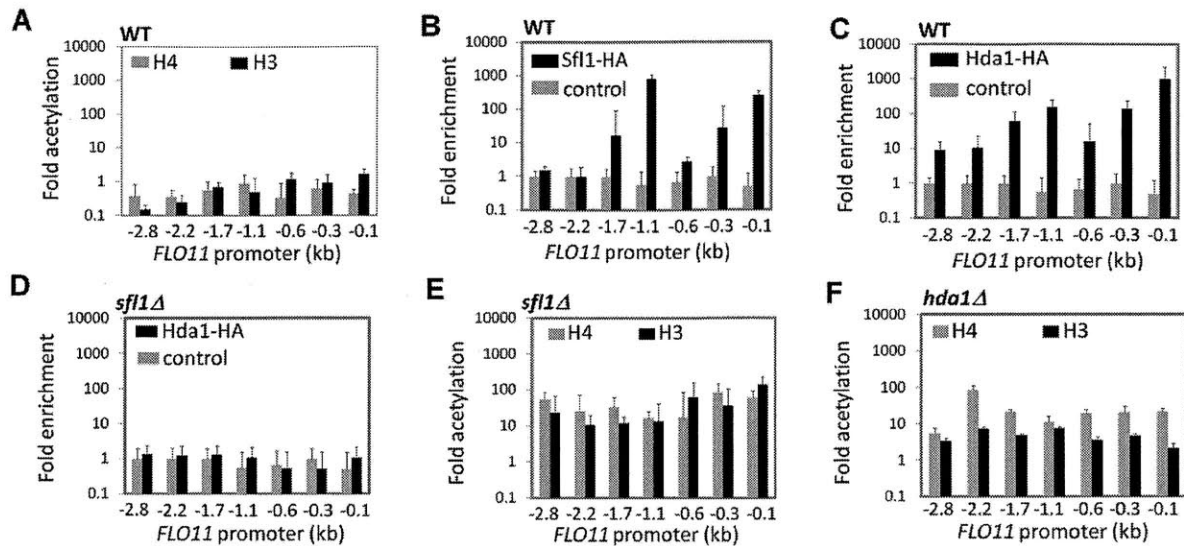 A
WT
H4 H3
Fold acetylation
10000
1000
100
10
1
0.1
-2.8 -2.2 -1.7 -1.1 -0.6 -0.3 -0.1
FLO11 promoter (kb)
B
WT
Sfl1-HA
control
Fold enrichment
10000
1000
100
10
1
0.1
-2.8 -2.2 -1.7 -1.1 -0.6 -0.3 -0.1
FLO11 promoter (kb)
C
WT
Hda1-HA
control
Fold enrichment
10000
1000
100
10
1
0.1
-2.8 -2.2 -1.7 -1.1 -0.6 -0.3 -0.1
FLO11 promoter (kb)
D
sfl1Δ
Hda1-HA
control
Fold enrichment
10000
1000
100
10
1
0.1
-2.8 -2.2 -1.7 -1.1 -0.6 -0.3 -0.1
FLO11 promoter (kb)
E
sfl1Δ
H4 H3
Fold acetylation
10000
1000
100
10
1
0.1
-2.8 -2.2 -1.7 -1.1 -0.6 -0.3 -0.1
FLO11 promoter (kb)
F
hda1Δ
H4 H3
Fold acetylation
10000
1000
100
10
1
0.1
-2.8 -2.2 -1.7 -1.1 -0.6 -0.3 -0.1
FLO11 promoter (kb)